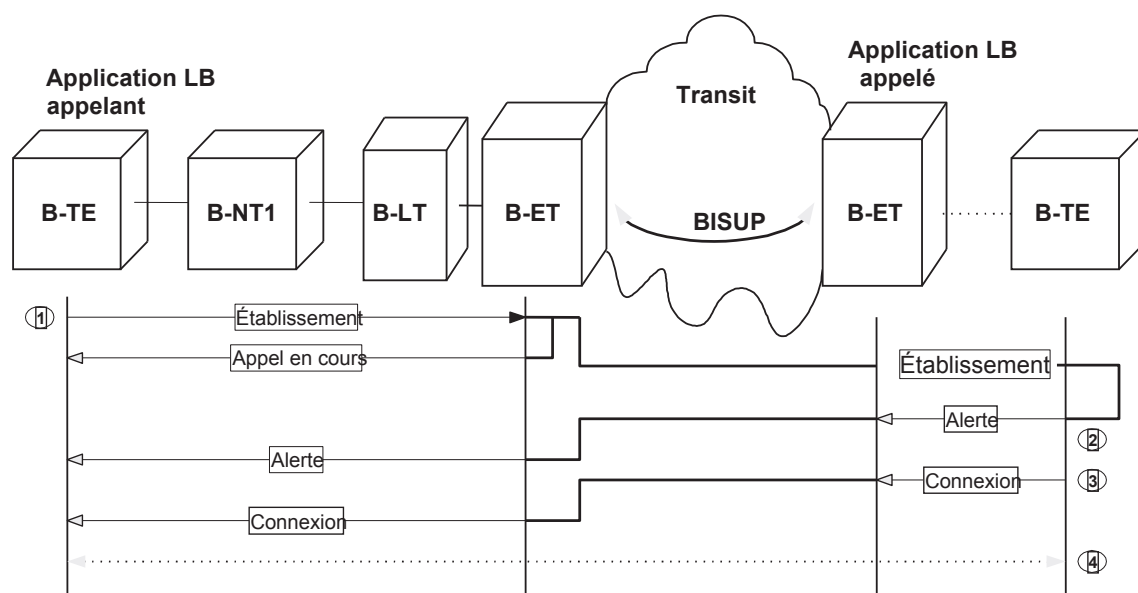 Application LB
appelant
Application LB
appelé
Transit
B-TE
B-NT1
B-LT
B-ET
BISUP
B-ET
B-TE
1
Établissement
Appel en cours
Établissement
Alerte
2
Alerte
Connexion
3
Connexion
4